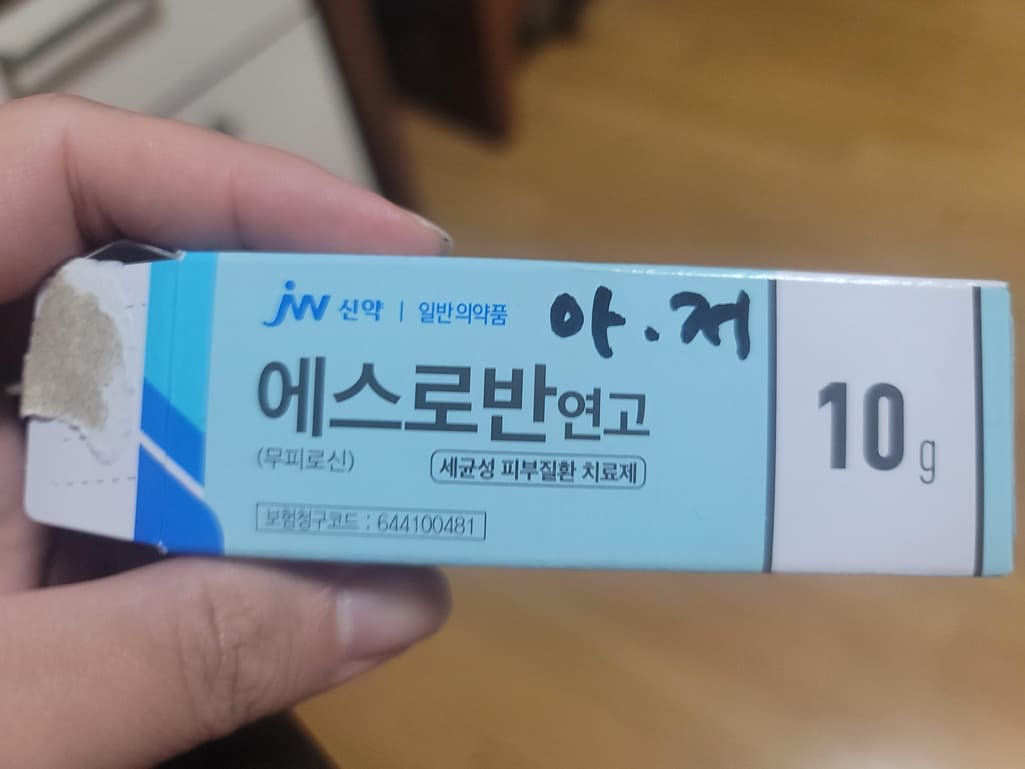 JW 신약 | 일반의약품
아.저
에스로반연고
(무피로신)
세균성 피부질환 치료제
보험청구코드 : 644100481
10g